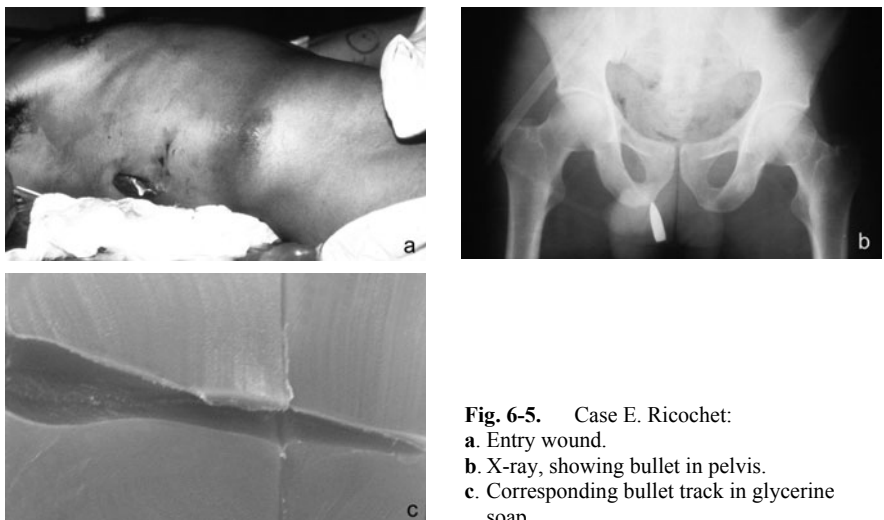 a
b
c
Fig. 6-5. Case E. Ricochet:
a. Entry wound.
b. X-ray, showing bullet in pelvis.
c. Corresponding bullet track in glycerine
soap